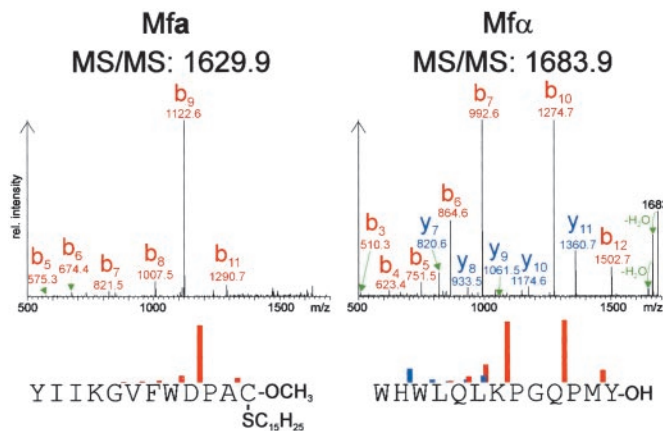 Mfa
MS/MS: 1629.9
b9
1122.6
rel. intensity
b5
575.3
b6
674.4
b7
821.5
b8
1007.5
b11
1290.7
500
1000
1500
m/z
YIIKGVFWDPAC-OCH3
SC15H25
Mfα
MS/MS: 1683.9
b7
992.6
b10
1274.7
b3
510.3
b4
623.4
b5
751.5
y7
820.6
b6
864.6
y8
933.5
y9
1061.5
y10
1174.6
y11
1360.7
b12
1502.7
-H2O
-H2O
500
1000
1500
m/z
WHWLQLKPGQPMY-OH